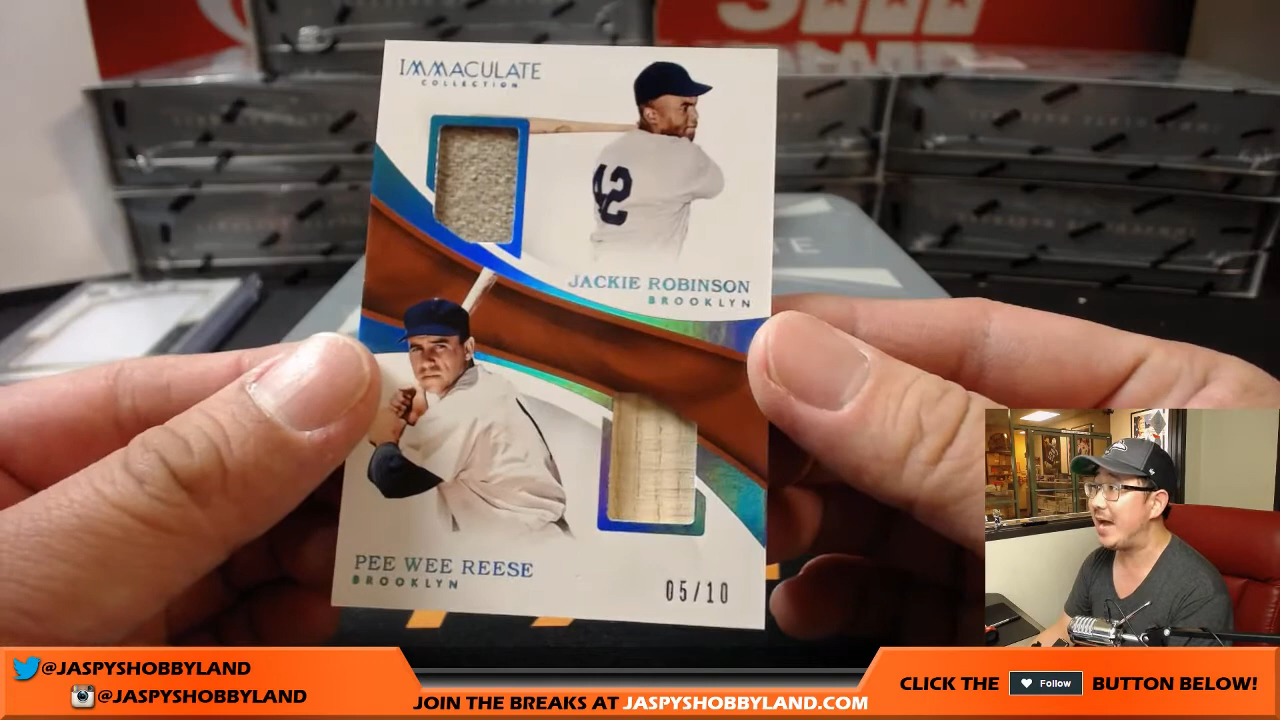 IMMACULATE
COLLECTION
42
JACKIE ROBINSON
BROOKLYN
PEE WEE REESE
BROOKLYN
05/10
@JASPYSHOBBYLAND
@JASPYSHOBBYLAND
JOIN THE BREAKS AT JASPYSHOBBYLAND.COM
CLICK THE Follow BUTTON BELOW!